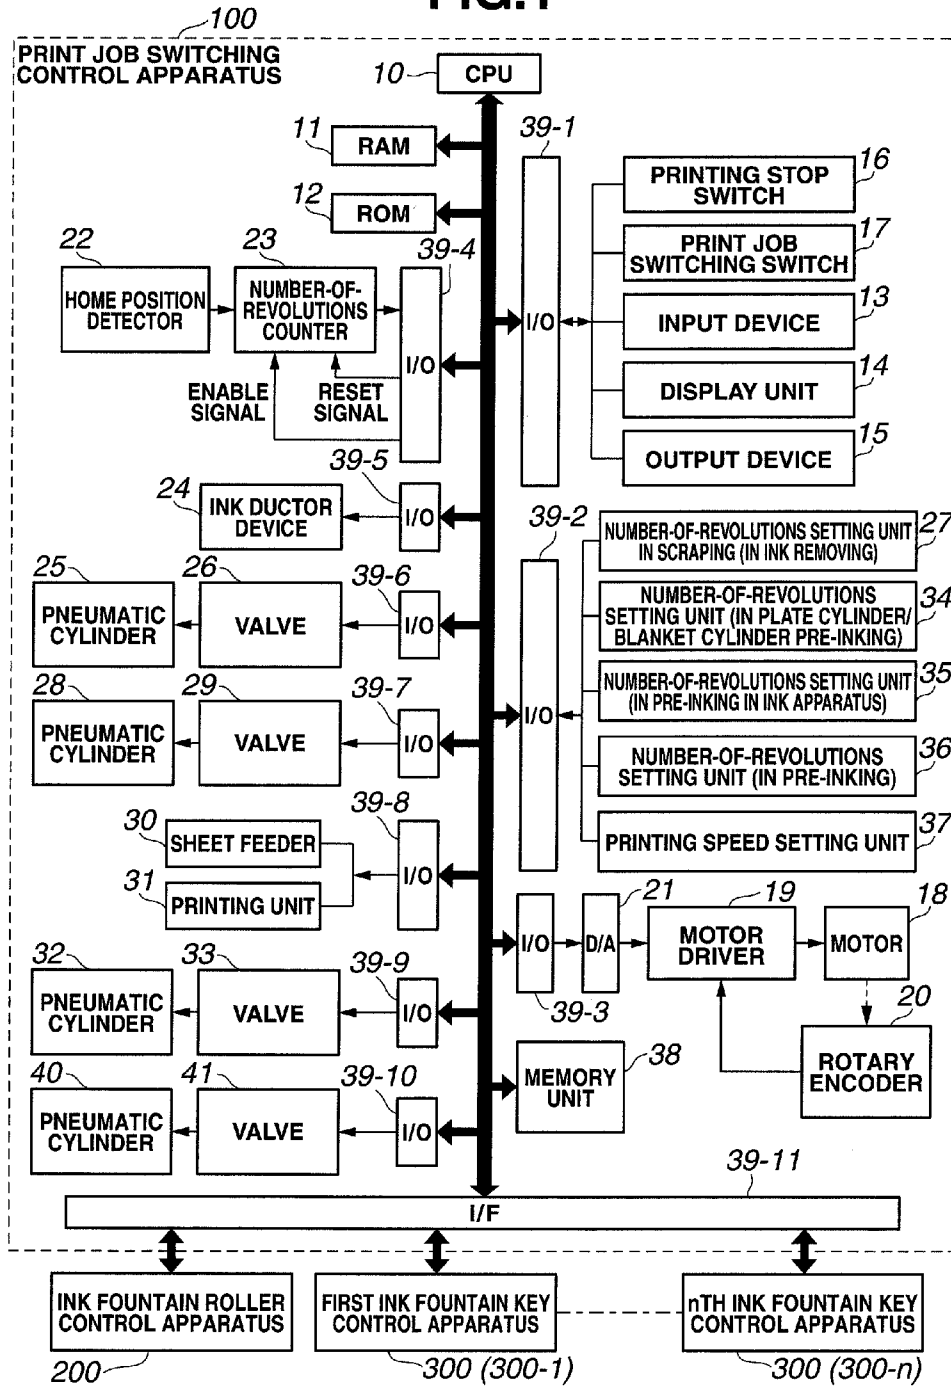 FIG.1
100
PRINT JOB SWITCHING
CONTROL APPARATUS
10
CPU
11
RAM
12
ROM
39-1
16
PRINTING STOP
SWITCH
17
PRINT JOB
SWITCHING SWITCH
13
INPUT DEVICE
14
DISPLAY UNIT
15
OUTPUT DEVICE
I/O
22
HOME POSITION
DETECTOR
23
NUMBER-OF-
REVOLUTIONS
COUNTER
39-4
I/O
ENABLE
SIGNAL
RESET
SIGNAL
24
INK DUCTOR
DEVICE
39-5
I/O
25
PNEUMATIC
CYLINDER
26
VALVE
39-6
I/O
28
PNEUMATIC
CYLINDER
29
VALVE
39-7
I/O
39-2
I/O
27
NUMBER-OF-REVOLUTIONS SETTING UNIT
IN SCRAPING (IN INK REMOVING)
34
NUMBER-OF-REVOLUTIONS
SETTING UNIT (IN PLATE CYLINDER/
BLANKET CYLINDER PRE-INKING)
35
NUMBER-OF-REVOLUTIONS SETTING UNIT
(IN PRE-INKING IN INK APPARATUS)
36
NUMBER-OF-REVOLUTIONS
SETTING UNIT (IN PRE-INKING)
37
PRINTING SPEED SETTING UNIT
30
SHEET FEEDER
31
PRINTING UNIT
39-8
I/O
I/O
39-3
21
D/A
19
MOTOR
DRIVER
18
MOTOR
20
ROTARY
ENCODER
32
PNEUMATIC
CYLINDER
33
VALVE
39-9
I/O
38
MEMORY
UNIT
40
PNEUMATIC
CYLINDER
41
VALVE
39-10
I/O
39-11
I/F
INK FOUNTAIN ROLLER
CONTROL APPARATUS
200
FIRST INK FOUNTAIN KEY
CONTROL APPARATUS
300 (300-1)
nTH INK FOUNTAIN KEY
CONTROL APPARATUS
300 (300-n)